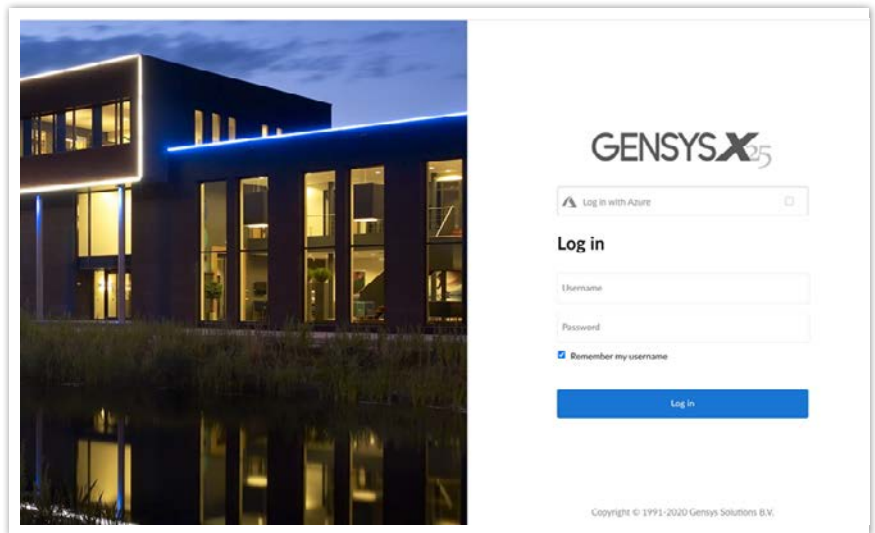 GENSYSX25
Log in with Azure
Log in
Username
Password
Remember my username
Log in
Copyright © 1991-2020 Gensys Solutions B.V.